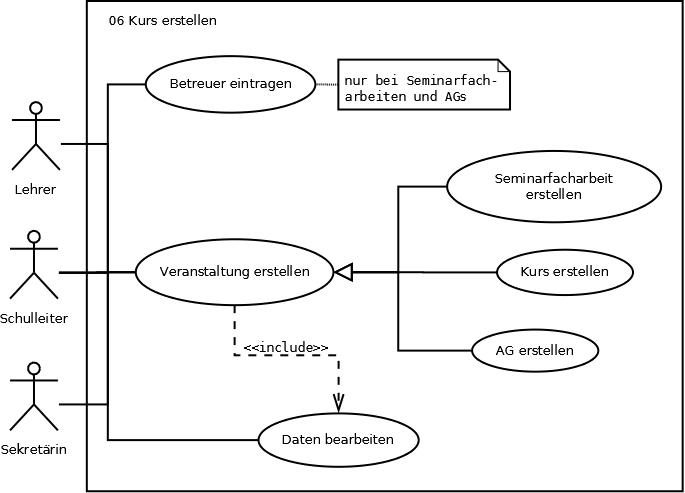 06 Kurs erstellen
Betreuer eintragen
nur bei Seminarfach-
arbeiten und AGs
Lehrer
Seminarfacharbeit
erstellen
Veranstaltung erstellen
Kurs erstellen
Schulleiter
<<include>>
AG erstellen
Daten bearbeiten
Sekretärin